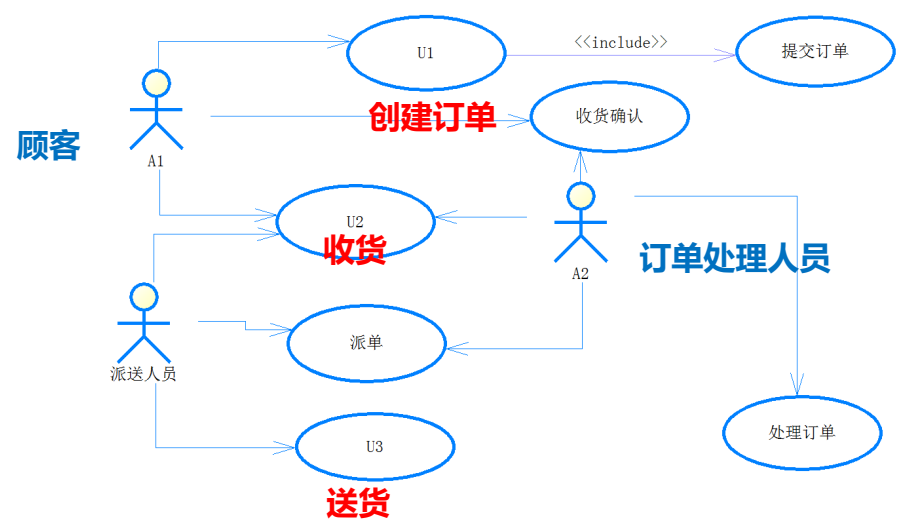 U1
<<include>>
提交订单
创建订单
收货确认
顾客
A1
U2
收货
A2
订单处理人员
派单
派送人员
处理订单
U3
送货